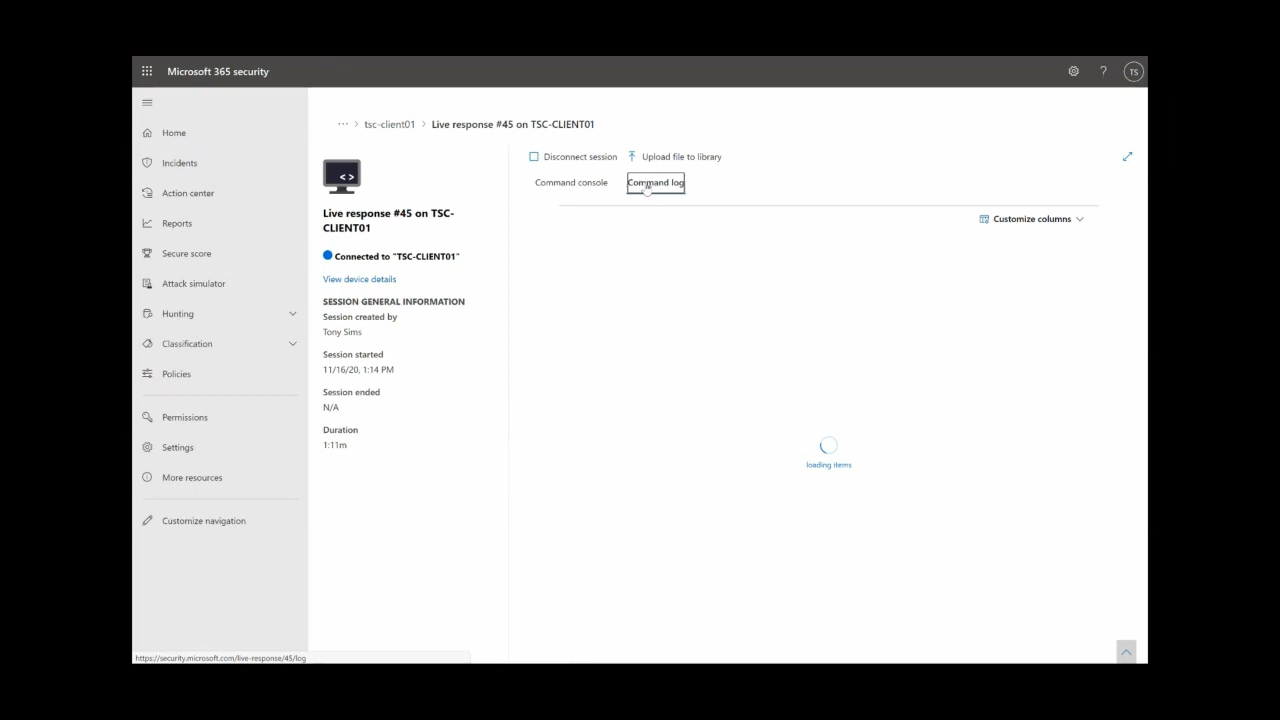 Microsoft 365 security
?
TS
Home
Incidents
Action center
Reports
Secure score
Attack simulator
Hunting
Classification
Policies
Permissions
Settings
More resources
Customize navigation
··· > tsc-client01 > Live response #45 on TSC-CLIENT01
< >
Live response #45 on TSC-
CLIENT01
Connected to "TSC-CLIENT01"
View device details
SESSION GENERAL INFORMATION
Session created by
Tony Sims
Session started
11/16/20, 1:14 PM
Session ended
N/A
Duration
1:11m
Disconnect session Upload file to library
Command console Command log
Customize columns
loading items
https://security.microsoft.com/live-response/45/log